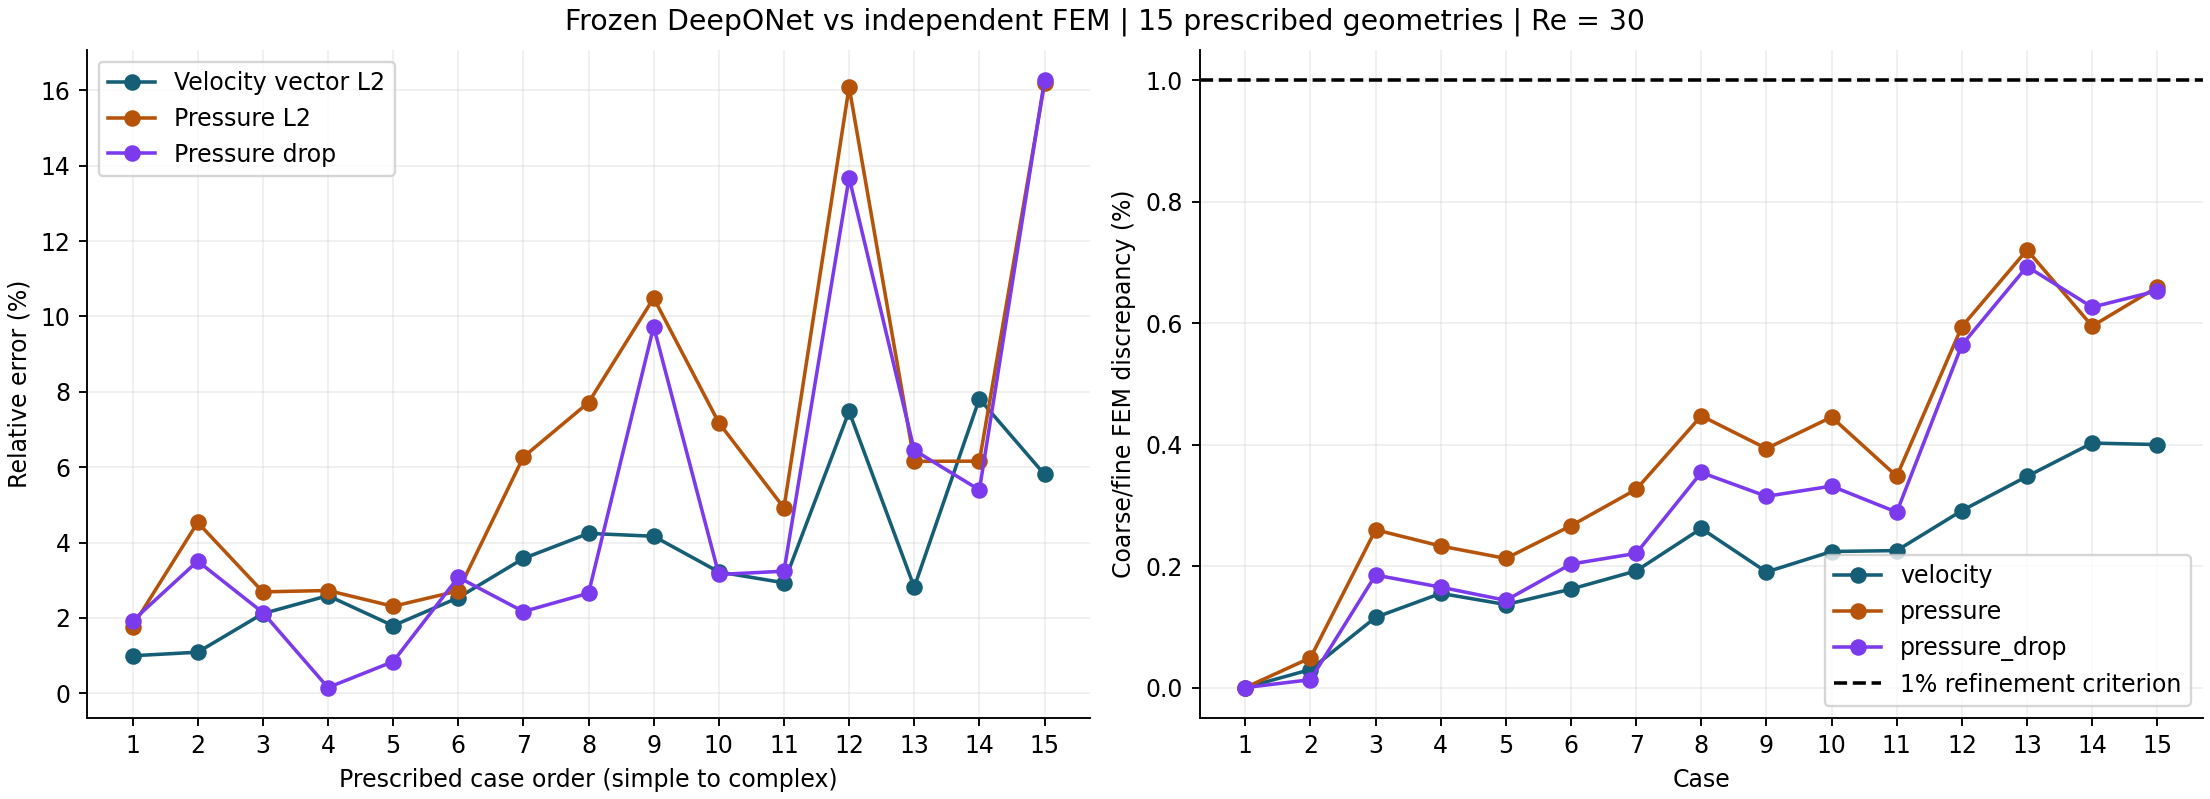 Frozen DeepONet vs independent FEM | 15 prescribed geometries | Re = 30
Velocity vector L2
Pressure L2
Pressure drop
Relative error (%)
16
14
12
10
8
6
4
2
0
1 2 3 4 5 6 7 8 9 10 11 12 13 14 15
Prescribed case order (simple to complex)
Coarse/fine FEM discrepancy (%)
1.0
0.8
0.6
0.4
0.2
0.0
velocity
pressure
pressure_drop
1% refinement criterion
1 2 3 4 5 6 7 8 9 10 11 12 13 14 15
Case